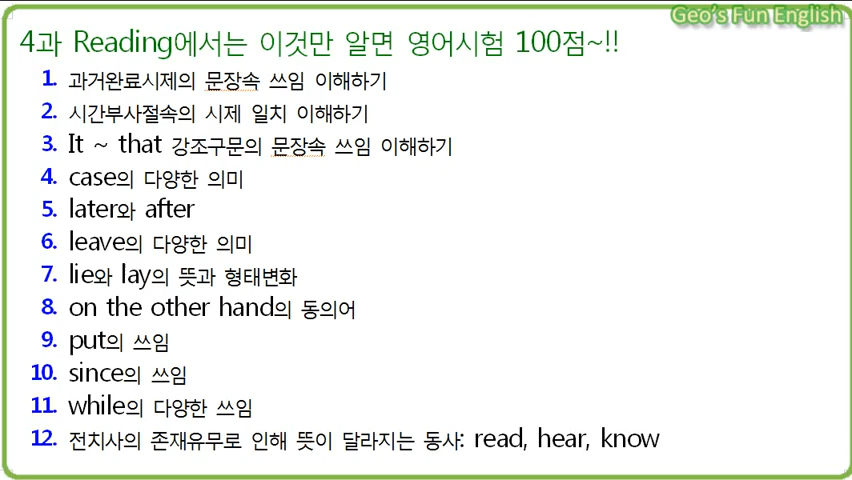 Geo's Fun English
4과 Reading에서는 이것만 알면 영어시험 100점~!!
1. 과거완료시제의 문장속 쓰임 이해하기
2. 시간부사절속의 시제 일치 이해하기
3. It ~ that 강조구문의 문장속 쓰임 이해하기
4. case의 다양한 의미
5. later와 after
6. leave의 다양한 의미
7. lie와 lay의 뜻과 형태변화
8. on the other hand의 동의어
9. put의 쓰임
10. since의 쓰임
11. while의 다양한 쓰임
12. 전치사의 존재유무로 인해 뜻이 달라지는 동사: read, hear, know